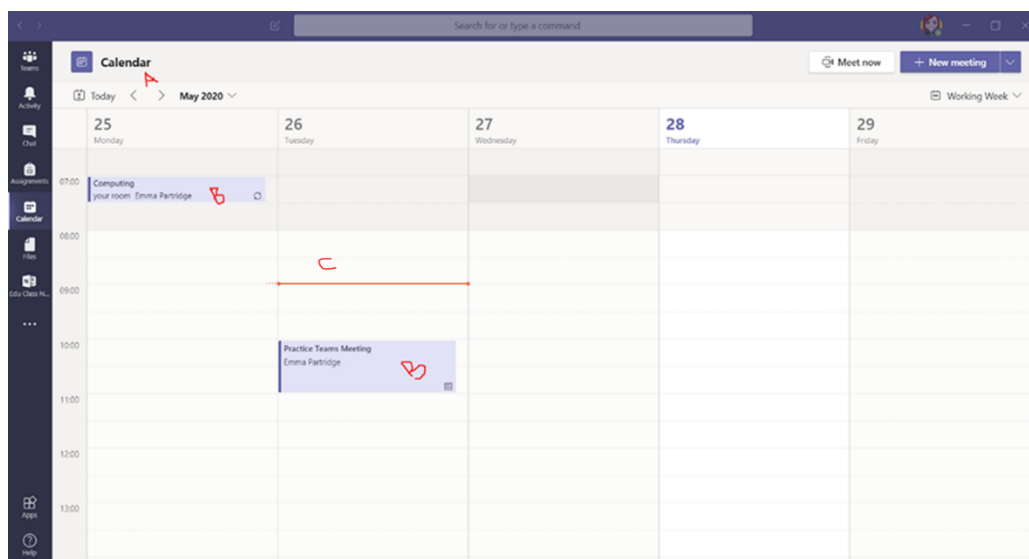 Search for or type a command
Teams
Calendar
Meet now
New meeting
A
Activity
Today
May 2020
Working Week
Chat
25
26
27
28
29
Monday
Tuesday
Wednesday
Thursday
Friday
Assignments
07:00
Computing
your room Emma Partridge
B
Calendar
08:00
Files
C
Edu Class N...
09:00
10:00
Practice Teams Meeting
Emma Partridge
B
11:00
12:00
Apps
13:00
Help